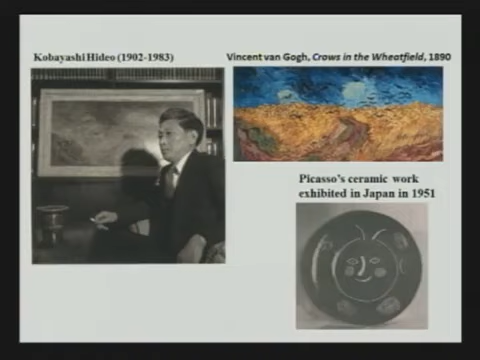 Kobayashi Hideo (1902-1983)
Vincent van Gogh, Crows in the Wheatfield, 1890
Picasso's ceramic work
exhibited in Japan in 1951